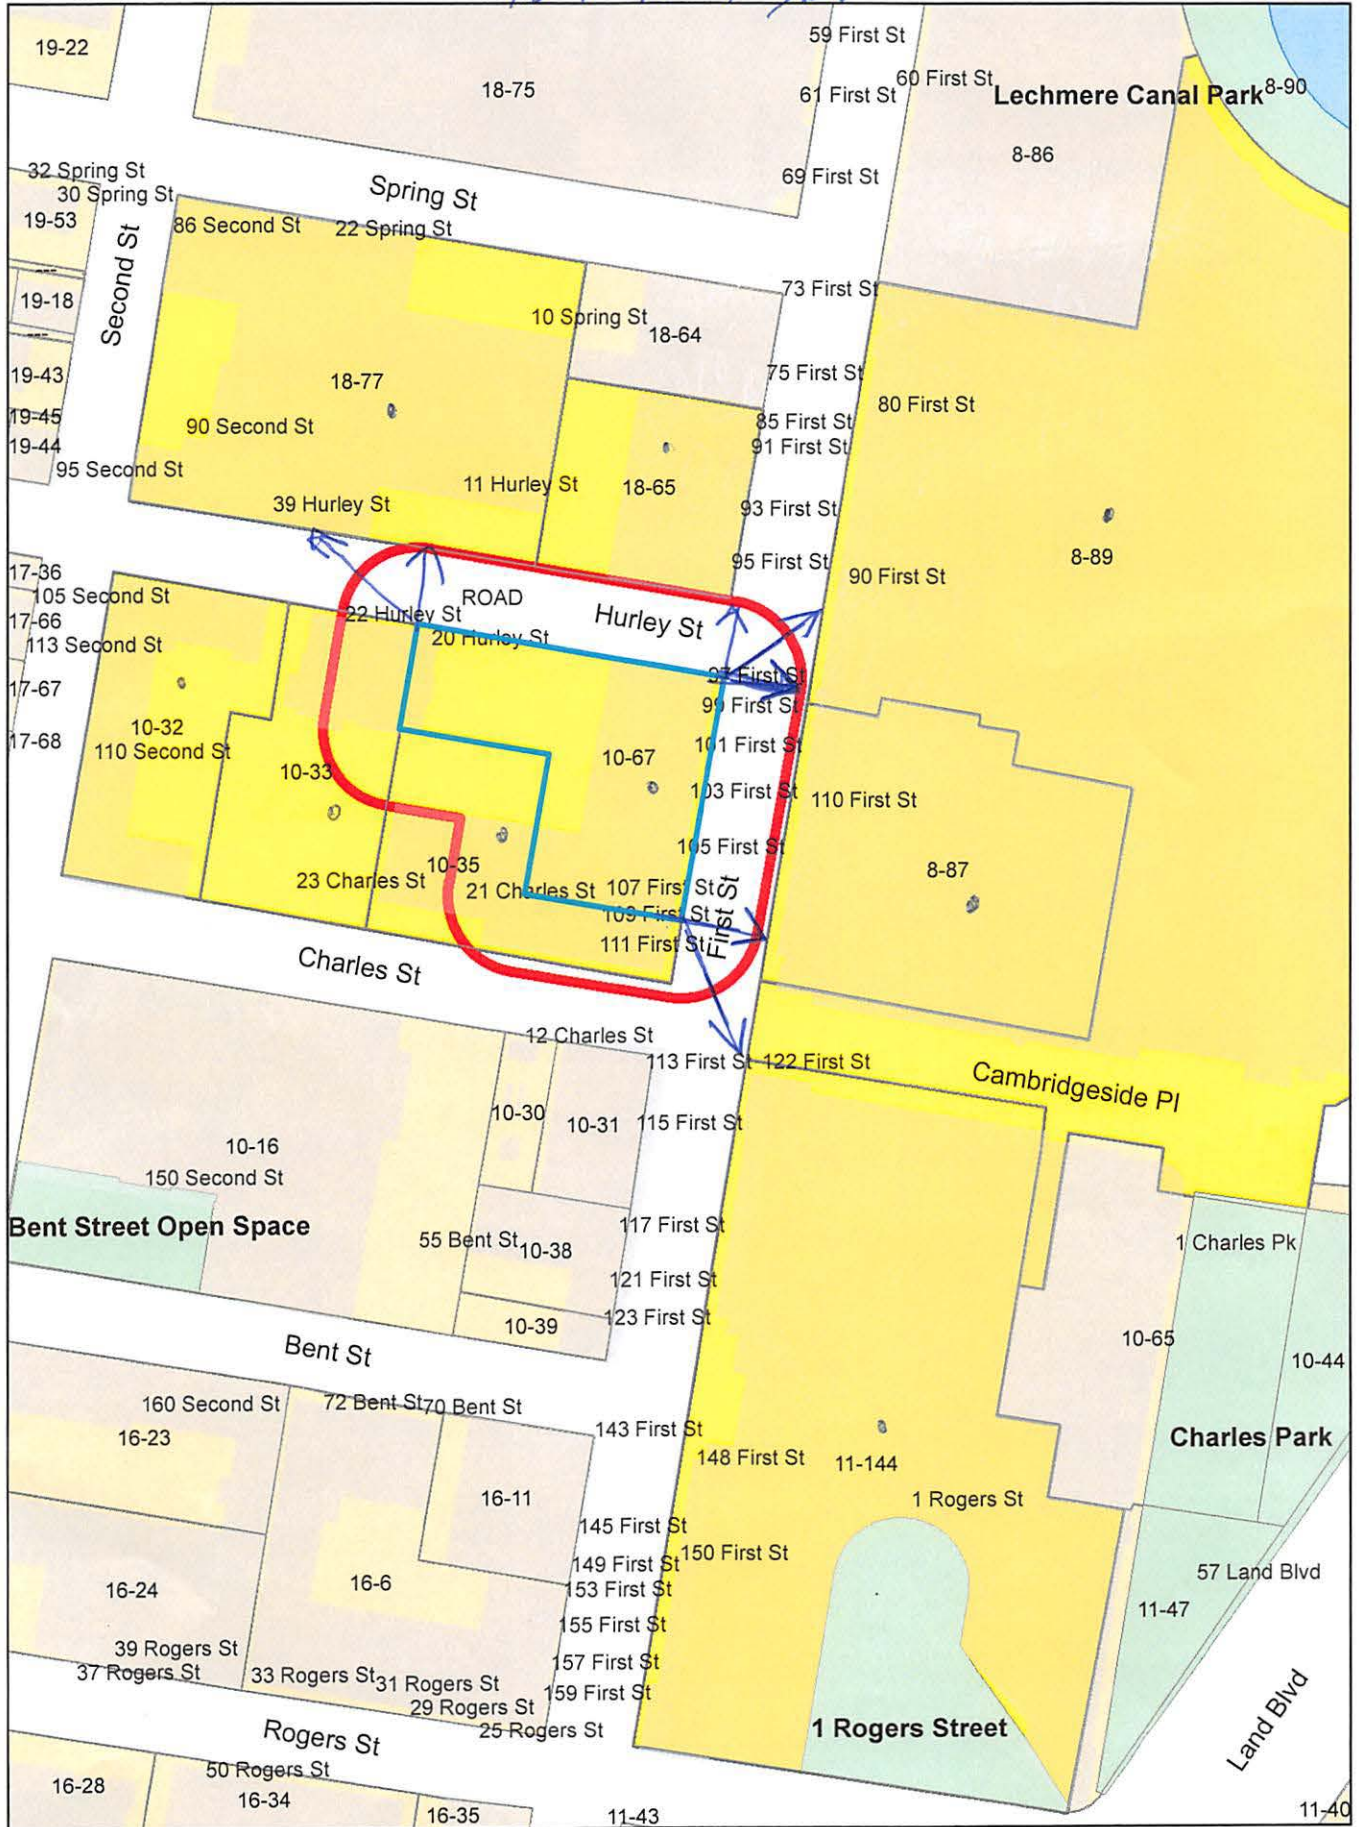 59 First St
19-22
60 First St
Lechmere Canal Park
8-90
18-75
61 First St
8-86
32 Spring St
69 First St
30 Spring St
Spring St
19-53
86 Second St
22 Spring St
Second St
---
73 First St
19-18
10 Spring St
18-64
---
19-43
18-77
75 First St
80 First St
19-45
90 Second St
85 First St
19-44
91 First St
95 Second St
11 Hurley St
18-65
39 Hurley St
93 First St
8-89
95 First St
17-36
90 First St
105 Second St
ROAD
17-66
22 Hurley St
Hurley St
113 Second St
20 Hurley St
97 First St
17-67
99 First St
10-32
17-68
110 Second St
101 First St
10-67
10-33
103 First St
110 First St
105 First St
10-35
8-87
23 Charles St
21 Charles St
107 First St
109 First St
First St
111 First St
Charles St
12 Charles St
113 First St
122 First St
Cambridgeside Pl
10-30
10-31
115 First St
10-16
150 Second St
Bent Street Open Space
117 First St
55 Bent St
10-38
1 Charles Pk
121 First St
123 First St
10-39
10-65
Bent St
10-44
160 Second St
72 Bent St
70 Bent St
16-23
143 First St
Charles Park
148 First St
11-144
16-11
1 Rogers St
145 First St
149 First St
150 First St
16-24
16-6
153 First St
57 Land Blvd
11-47
155 First St
39 Rogers St
157 First St
37 Rogers St
33 Rogers St
31 Rogers St
159 First St
29 Rogers St
25 Rogers St
1 Rogers Street
Rogers St
Land Blvd
50 Rogers St
16-28
16-34
16-35
11-43
11-40